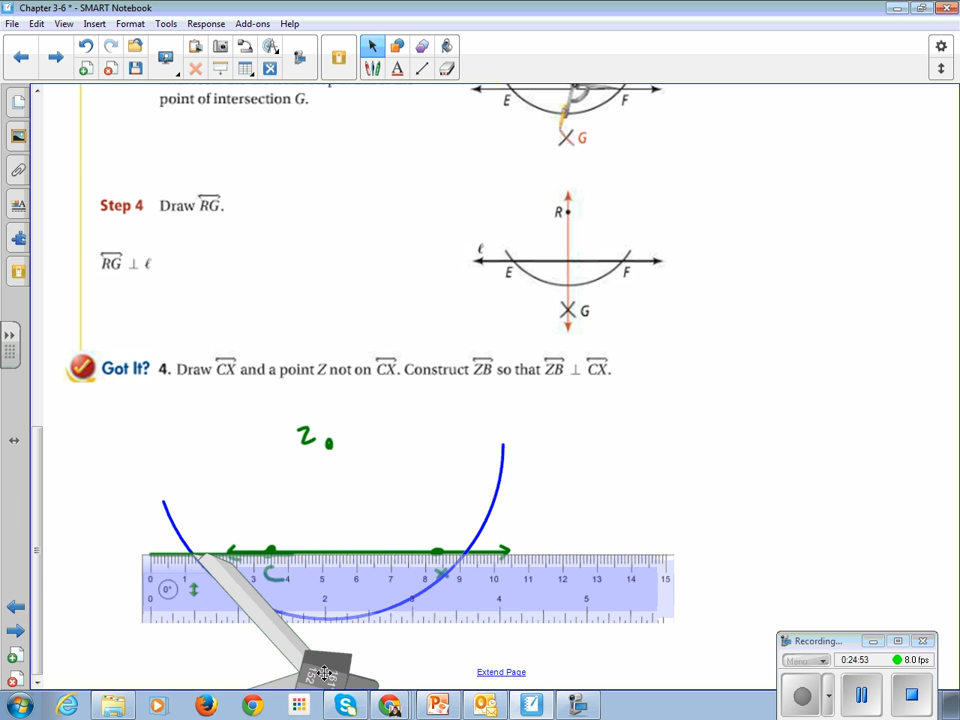 Chapter 3-6 * - SMART Notebook
File Edit View Insert Format Tools Response Add-ons Help
point of intersection G.
E F
G
Step 4 Draw RG.
R
RG ⊥ ℓ
ℓ
E F
G
Got It? 4. Draw CX and a point Z not on CX. Construct ZB so that ZB ⊥ CX.
Z
C X
0 1 3 4 5 6 7 8 9 10 11 12 13 14 15
0°
0 2 3 4 5
Extend Page
Recording...
Menu
0:24:53 8.0 fps